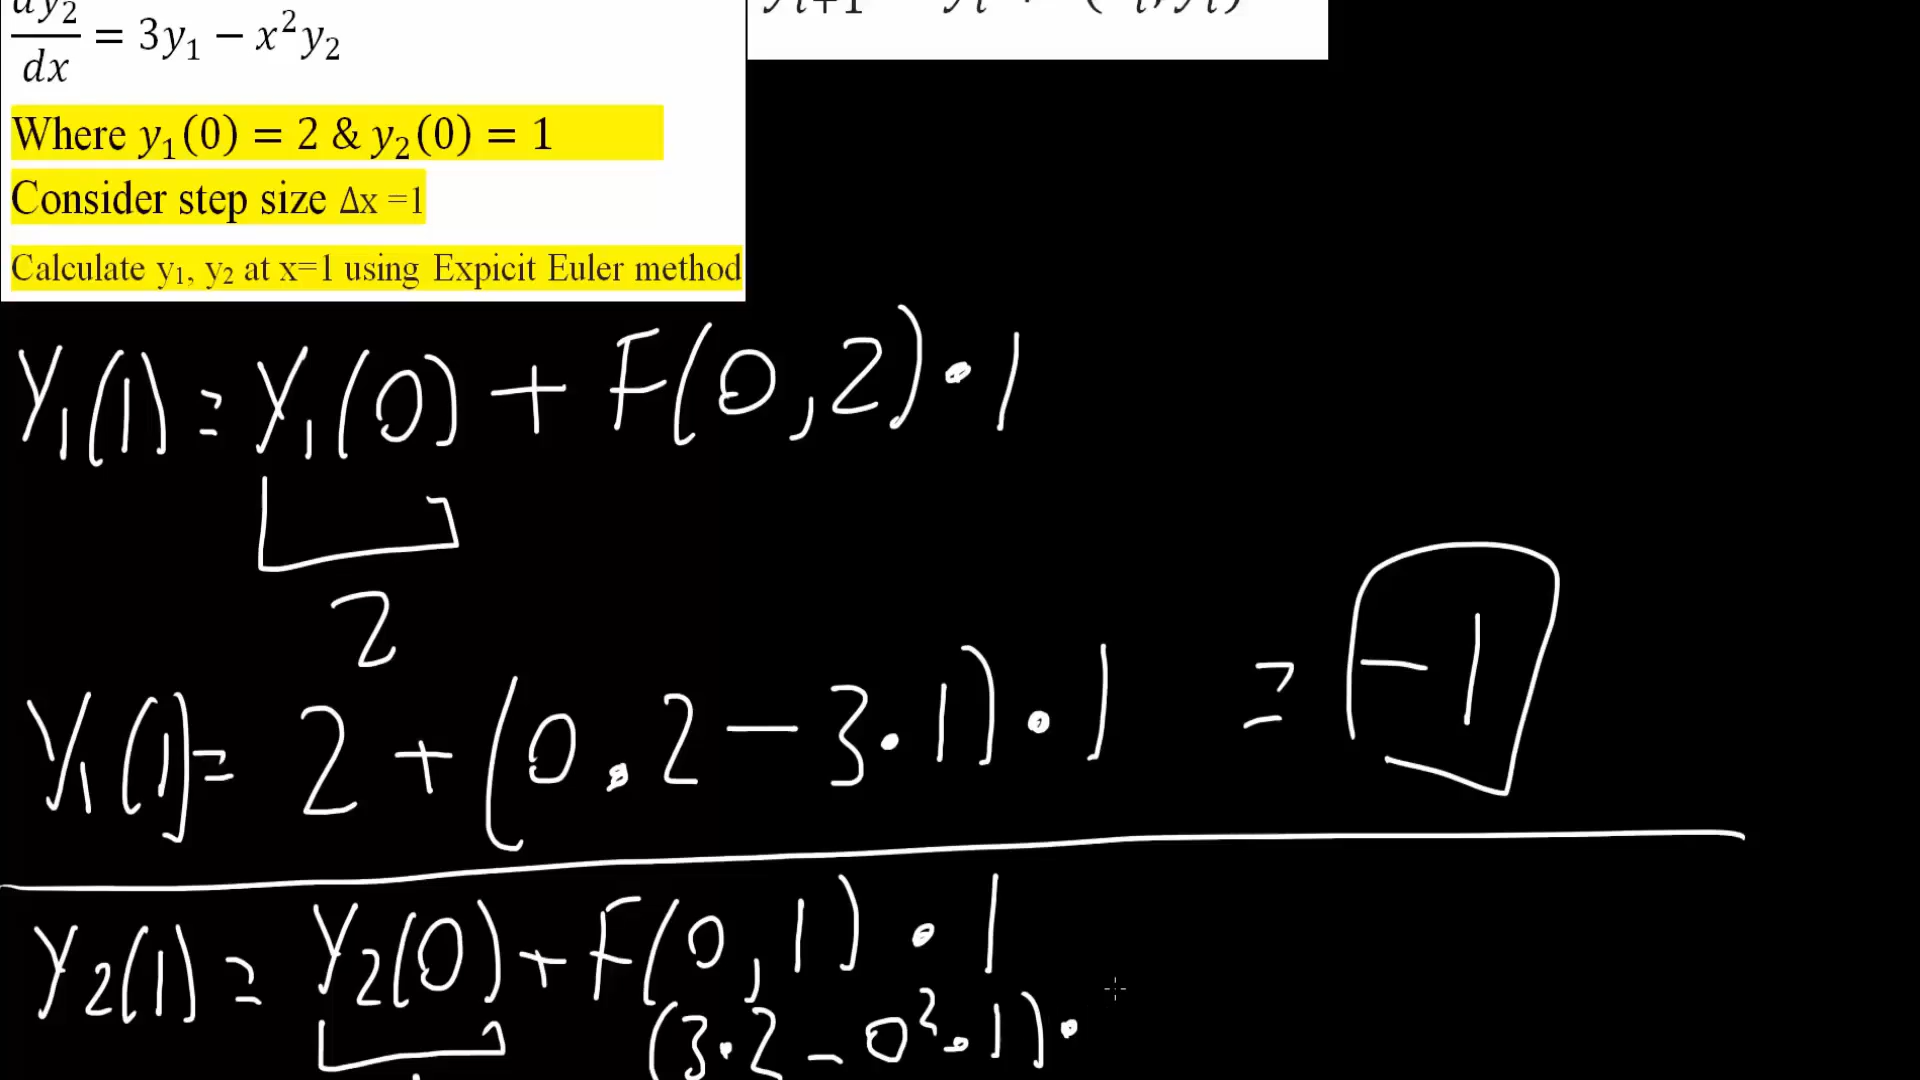 dy₂/dx = 3y₁ − x²y₂
Where y₁(0) = 2 & y₂(0) = 1
Consider step size Δx =1
Calculate y₁, y₂ at x=1 using Expicit Euler method
Y₁(1) = Y₁(0) + F(0,2)·1
2
Y₁(1) = 2 + (0.2 − 3·1)·1 = −1
Y₂(1) = Y₂(0) + F(0,1)·1
(3·2 − 0²·1)·